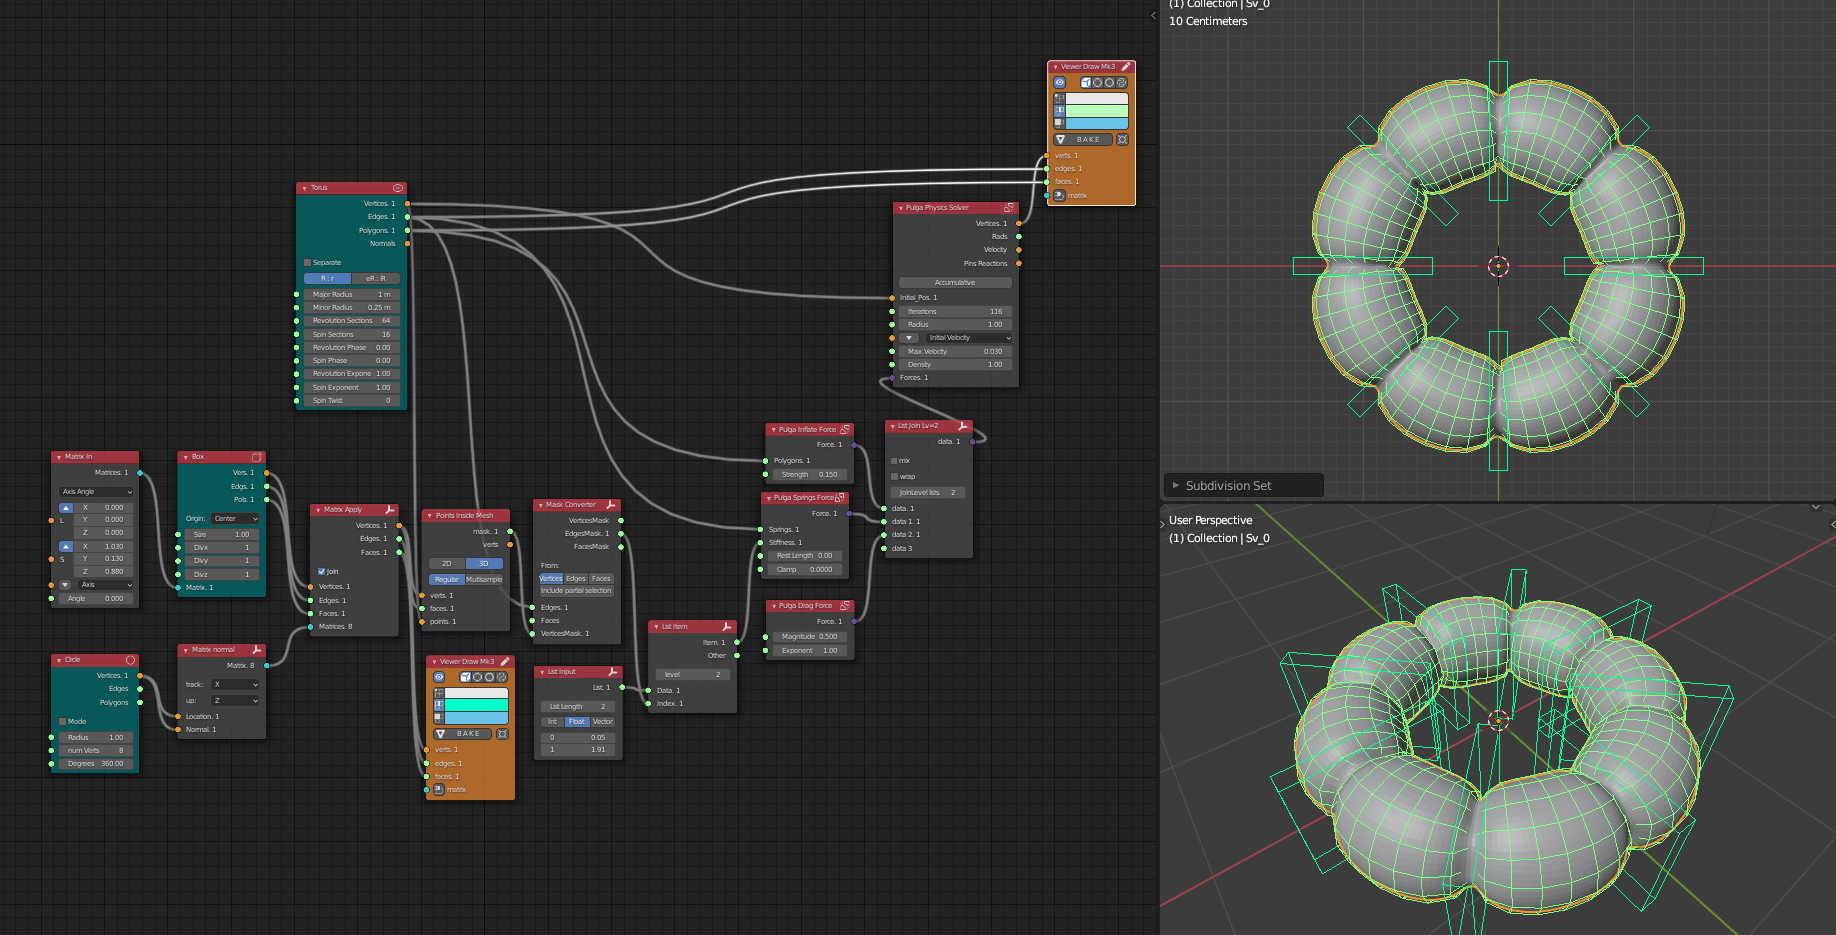 Torus
Vertices. 1
Edges. 1
Polygons. 1
Normals
Separate
R : r
eR : iR
Major Radius 1 m
Minor Radius 0.25 m
Revolution Sections 64
Spin Sections 16
Revolution Phase 0.00
Spin Phase 0.00
Revolution Expone 1.00
Spin Exponent 1.00
Spin Twist 0
Matrix In
Matrices. 1
Axis Angle
X 0.000
L Y 0.000
Z 0.000
X 1.030
S Y 0.130
Z 0.880
Axis
Angle 0.000
Box
Vers. 1
Edgs. 1
Pols. 1
Origin: Center
Size 1.00
Divx 1
Divy 1
Divz 1
Matrix. 1
Circle
Vertices. 1
Edges
Polygons
Mode
Radius 1.00
num Verts 8
Degrees 360.00
Matrix normal
Matrix. 8
track: X
up: Z
Location. 1
Normal. 1
Matrix Apply
Vertices. 1
Edges. 1
Faces. 1
Join
Vertices. 1
Edges. 1
Faces. 1
Matrices. 8
Points Inside Mesh
mask. 1
verts
2D 3D
Regular Multisample
verts. 1
faces. 1
points. 1
Viewer Draw Mk3
BAKE
verts. 1
edges. 1
faces. 1
matrix
Mask Converter
VerticesMask
EdgesMask. 1
FacesMask
From:
Vertices Edges Faces
Include partial selection
Edges. 1
Faces
VerticesMask. 1
List Input
List. 1
List Length 2
Int Float Vector
0 0.05
1 1.91
List Item
Item. 1
Other
level 2
Data. 1
Index. 1
Pulga Inflate Force
Force. 1
Polygons. 1
Strength 0.150
Pulga Springs Force
Force. 1
Springs. 1
Stiffness. 1
Rest Length 0.00
Clamp 0.0000
Pulga Drag Force
Force. 1
Magnitude 0.500
Exponent 1.00
List Join Lv=2
data. 1
mix
wrap
JoinLevel lists 2
data. 1
data 1. 1
data 2. 1
data 3
Pulga Physics Solver
Vertices. 1
Rads
Velocity
Pins Reactions
Accumulative
Initial_Pos. 1
Iterations 116
Radius 1.00
Initial Velocity
Max Velocity 0.030
Density 1.00
Forces. 1
Viewer Draw Mk3
BAKE
verts. 1
edges. 1
faces. 1
matrix
(1) Collection | Sv_0
10 Centimeters
Subdivision Set
User Perspective
(1) Collection | Sv_0